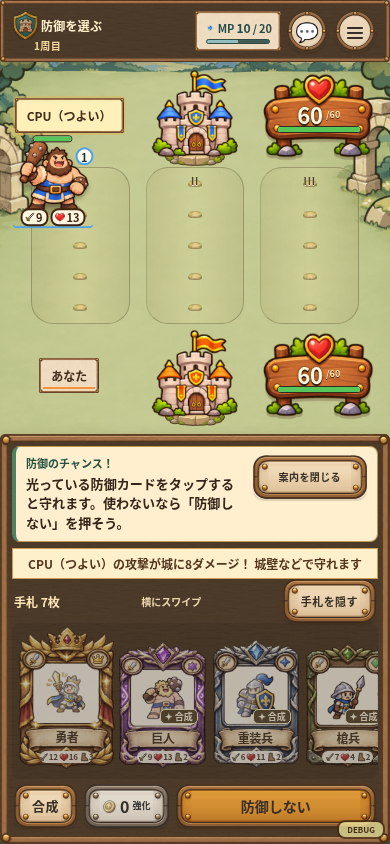 防御を選ぶ
1周目
MP 10 / 20
CPU（つよい）
60 /60
1
9 13
II
III
あなた
60 /60
防御のチャンス！
光っている防御カードをタップする
と守れます。使わないなら「防御し
ない」を押そう。
案内を閉じる
CPU（つよい）の攻撃が城に8ダメージ！ 城壁などで守れます
手札 7枚
横にスワイプ
手札を隠す
勇者
12 16 3
合成
巨人
9 13 2
合成
重装兵
6 11 2
合成
槍兵
7 4 2
合成
0 強化
防御しない
DEBUG